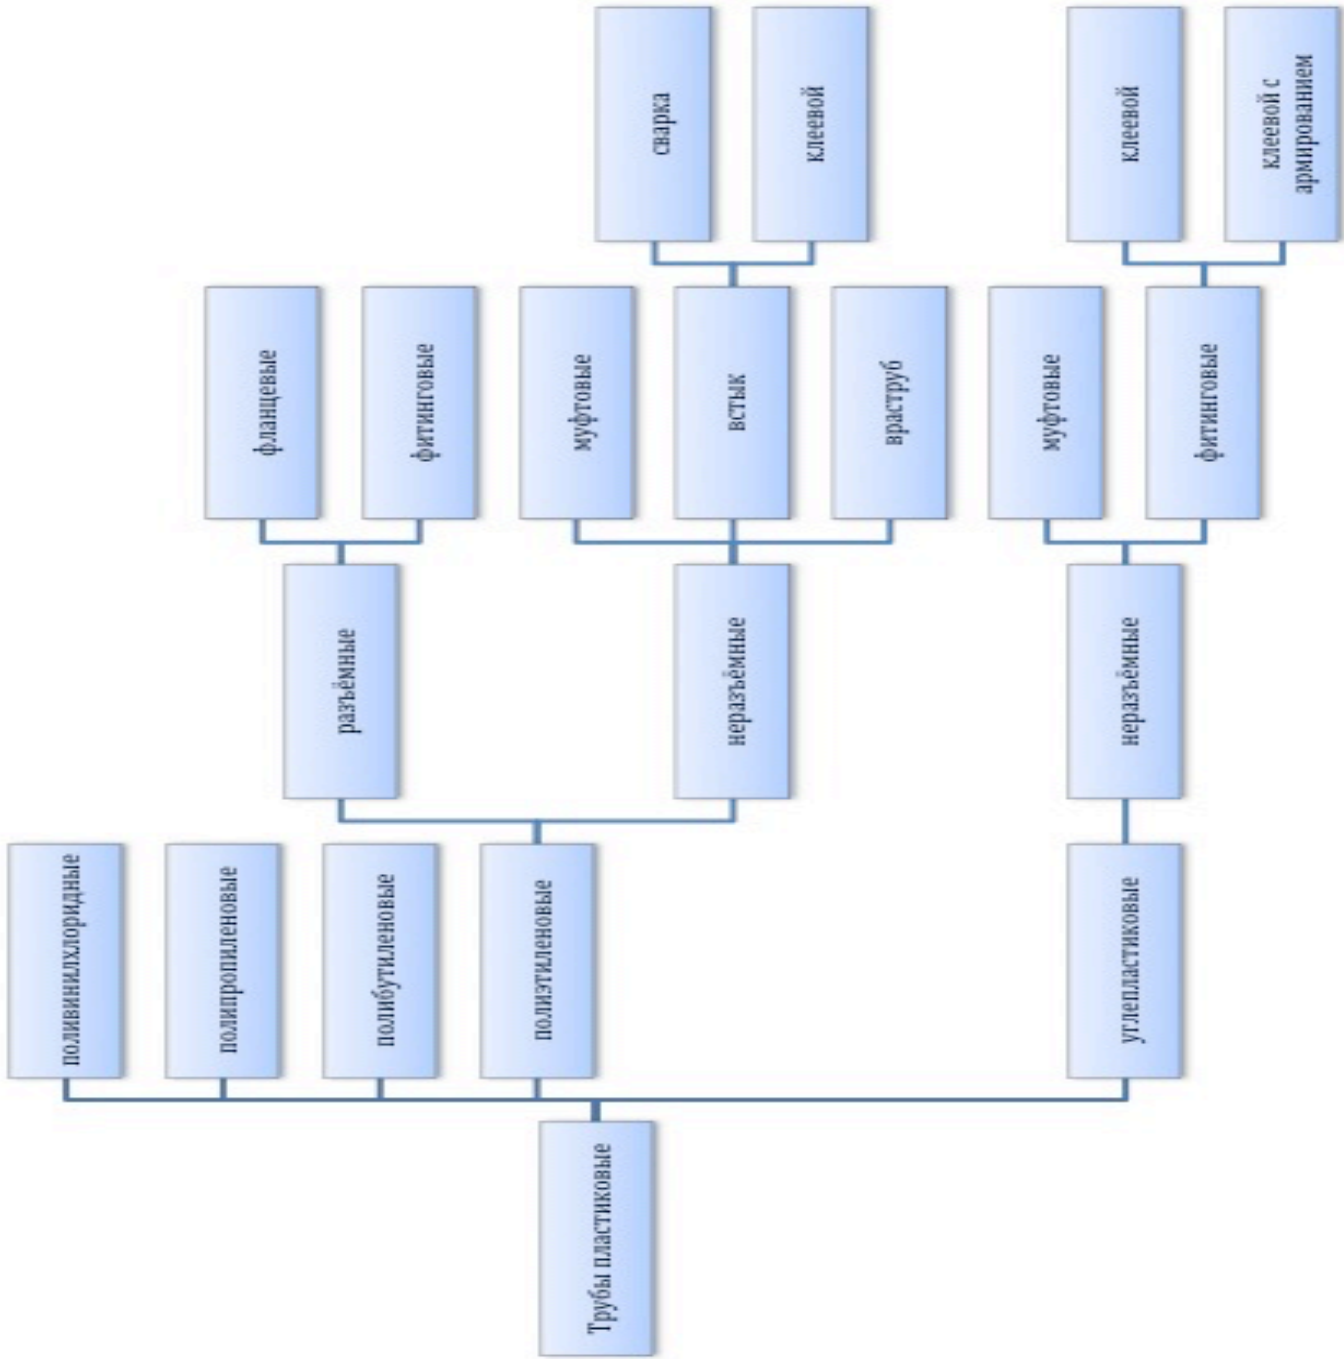 Трубы пластиковые
поливинилхлоридные
полипропиленовые
полибутиленовые
полиэтиленовые
углепластиковые
разъёмные
неразъёмные
неразъёмные
фланцевые
фитинговые
муфтовые
встык
враструб
муфтовые
фитинговые
сварка
клеевой
клеевой
клеевой с
армированием